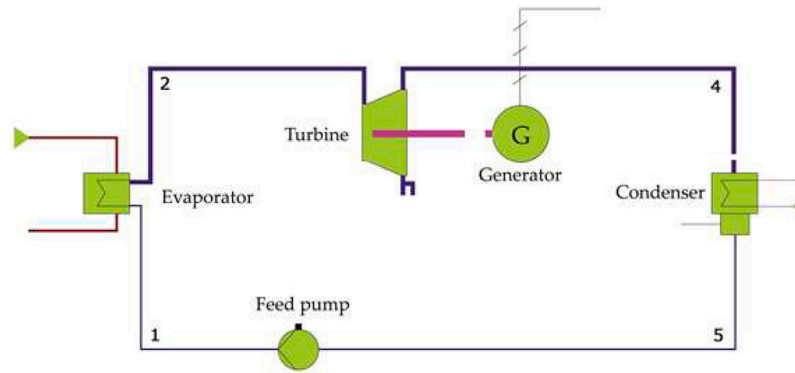 2
4
Turbine
G
Generator
Evaporator
Condenser
Feed pump
1
5